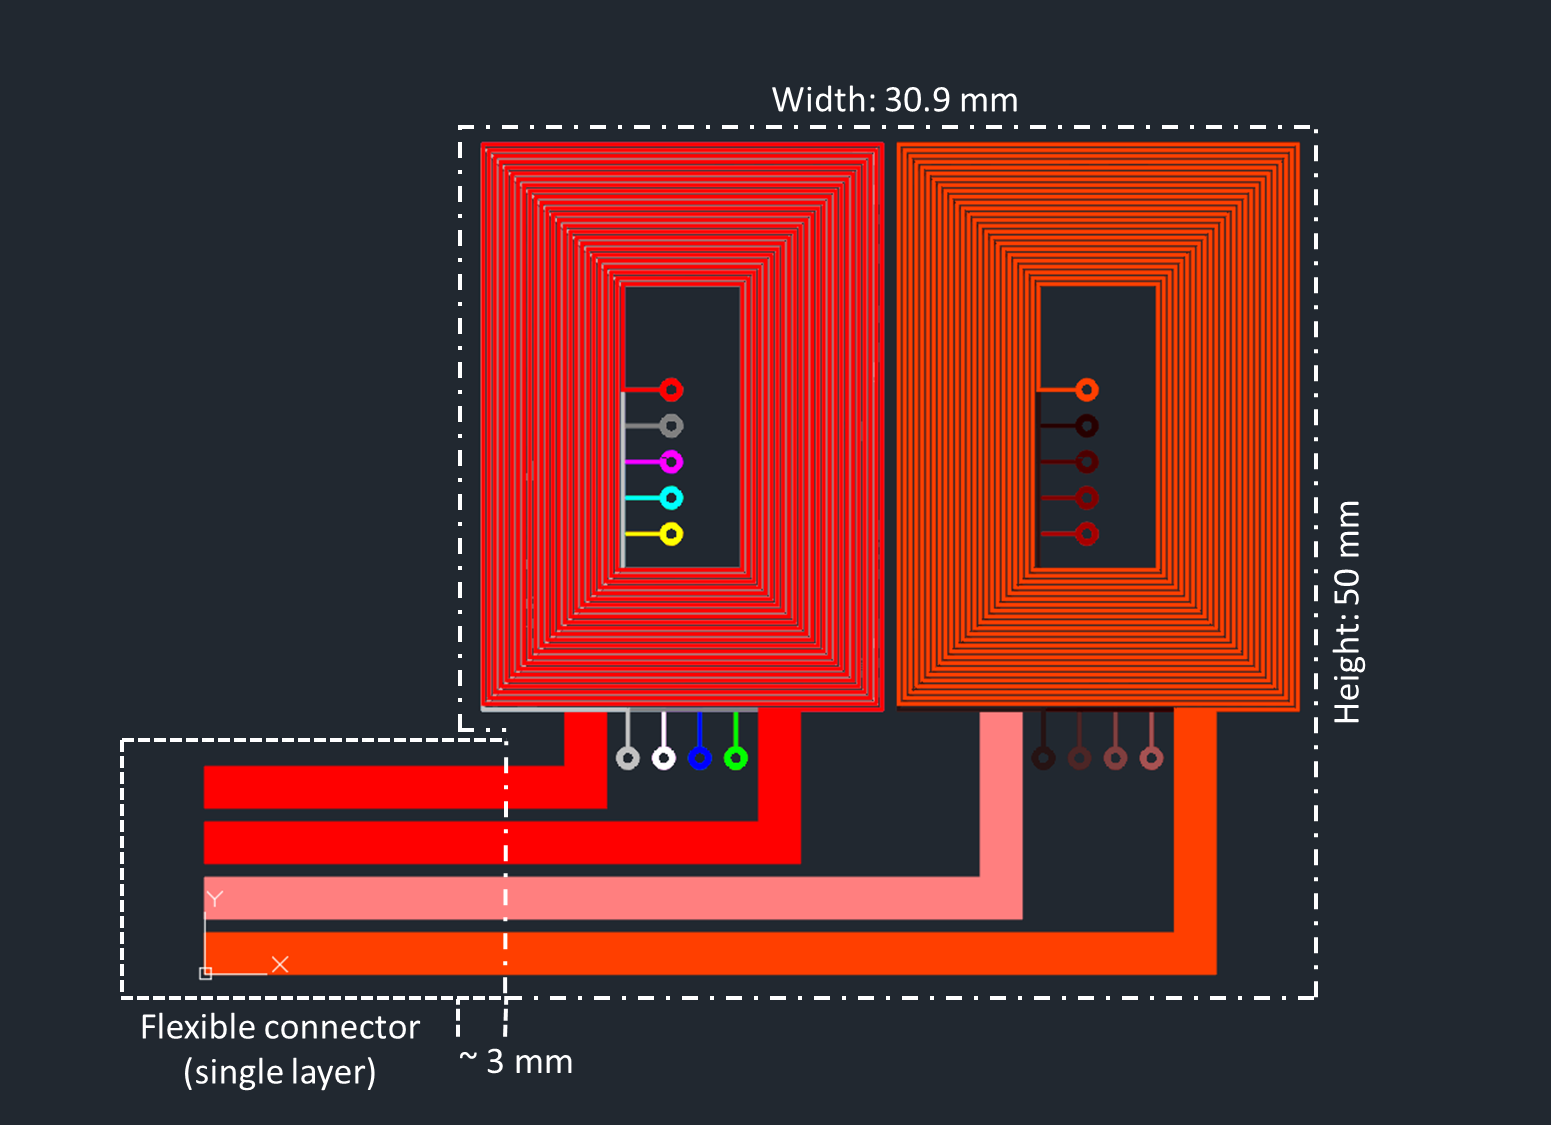 Width: 30.9 mm
Height: 50 mm
Y
X
Flexible connector
(single layer)
~ 3 mm